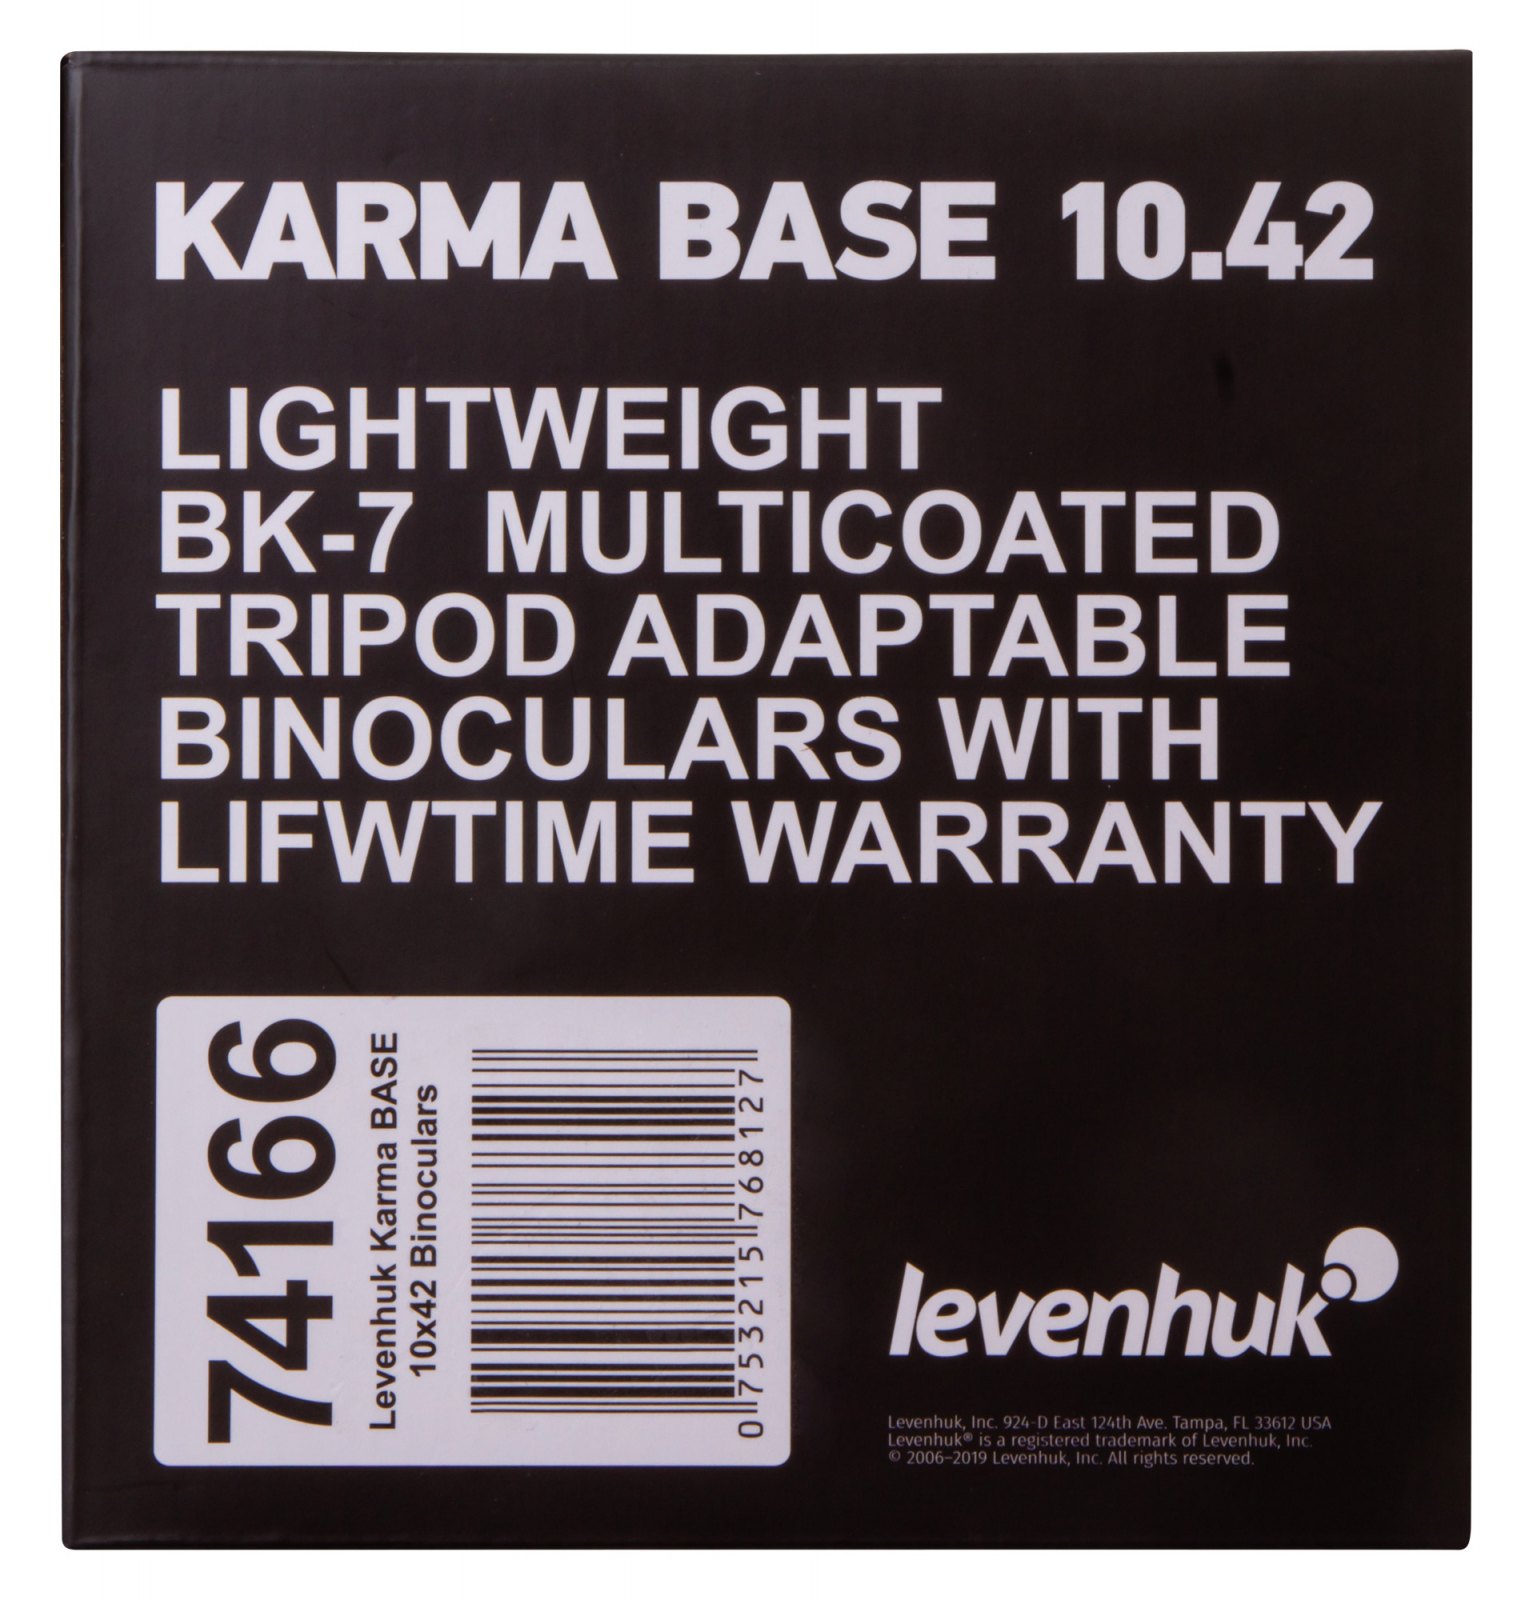 KARMA BASE 10.42
LIGHTWEIGHT
BK-7 MULTICOATED
TRIPOD ADAPTABLE
BINOCULARS WITH
LIFWTIME WARRANTY
74166
Levenhuk Karma BASE
10x42 Binoculars
0 753215 768127
levenhuk
Levenhuk, Inc. 924-D East 124th Ave. Tampa, FL 33612 USA
Levenhuk® is a registered trademark of Levenhuk, Inc.
© 2006–2019 Levenhuk, Inc. All rights reserved.